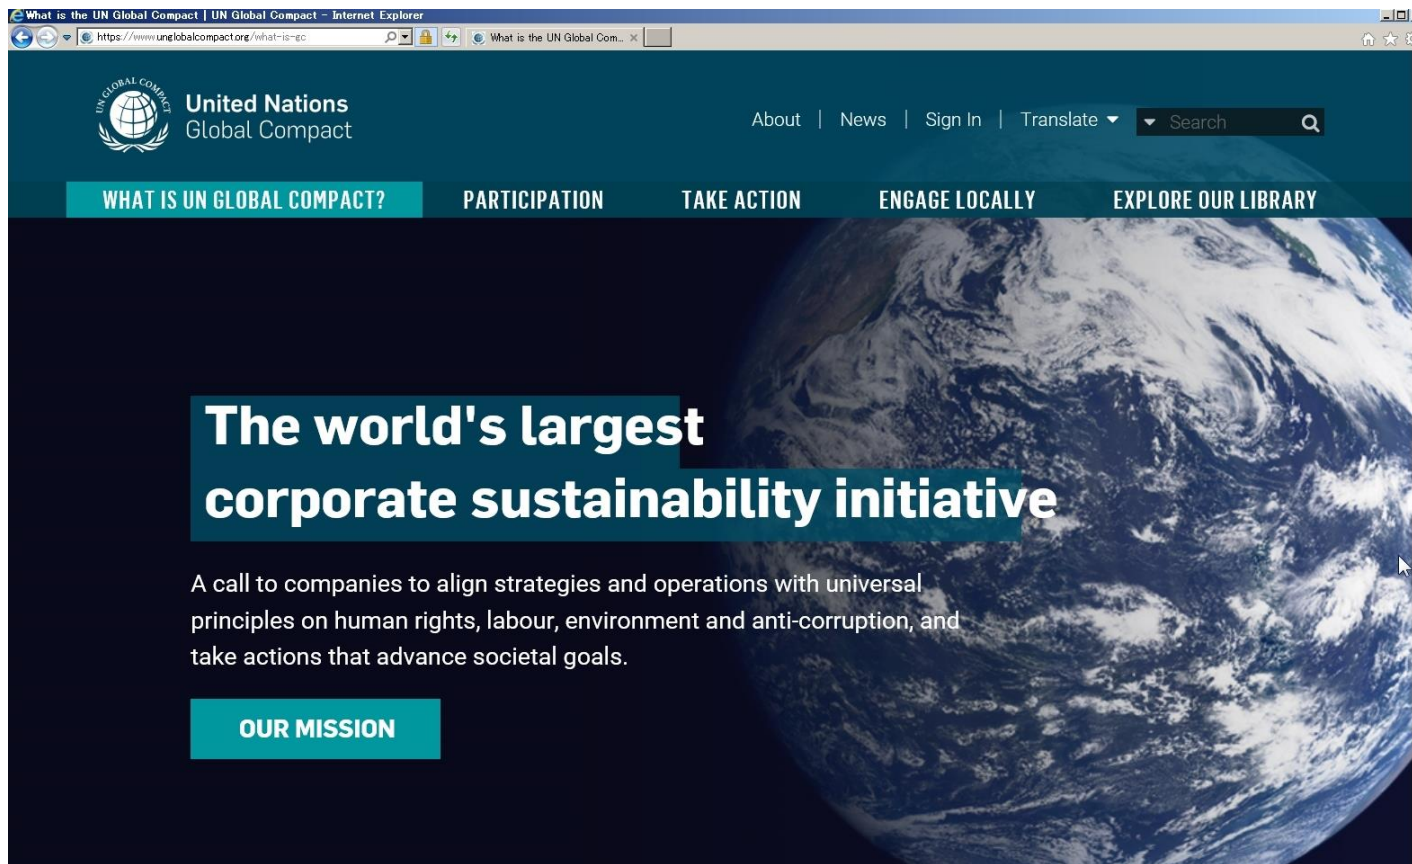 What is the UN Global Compact | UN Global Compact - Internet Explorer
https://www.unglobalcompact.org/what-is-gc
What is the UN Global Com...
UN GLOBAL COMPACT
United Nations
Global Compact
About | News | Sign In | Translate
Search
WHAT IS UN GLOBAL COMPACT? PARTICIPATION TAKE ACTION ENGAGE LOCALLY EXPLORE OUR LIBRARY
The world's largest
corporate sustainability initiative
A call to companies to align strategies and operations with universal
principles on human rights, labour, environment and anti-corruption, and
take actions that advance societal goals.
OUR MISSION